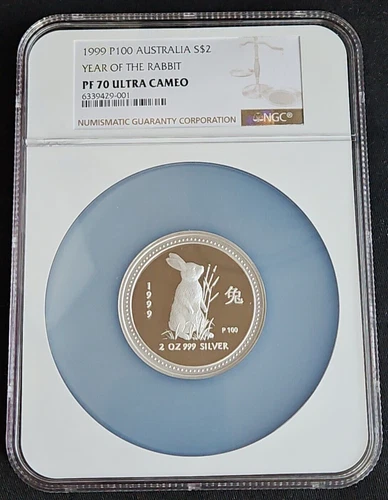 1999 P100 AUSTRALIA S$2
YEAR OF THE RABBIT
PF 70 ULTRA CAMEO
6339429-001
NUMISMATIC GUARANTY CORPORATION
NGC®
1999
兔
P100
2 OZ 999 SILVER